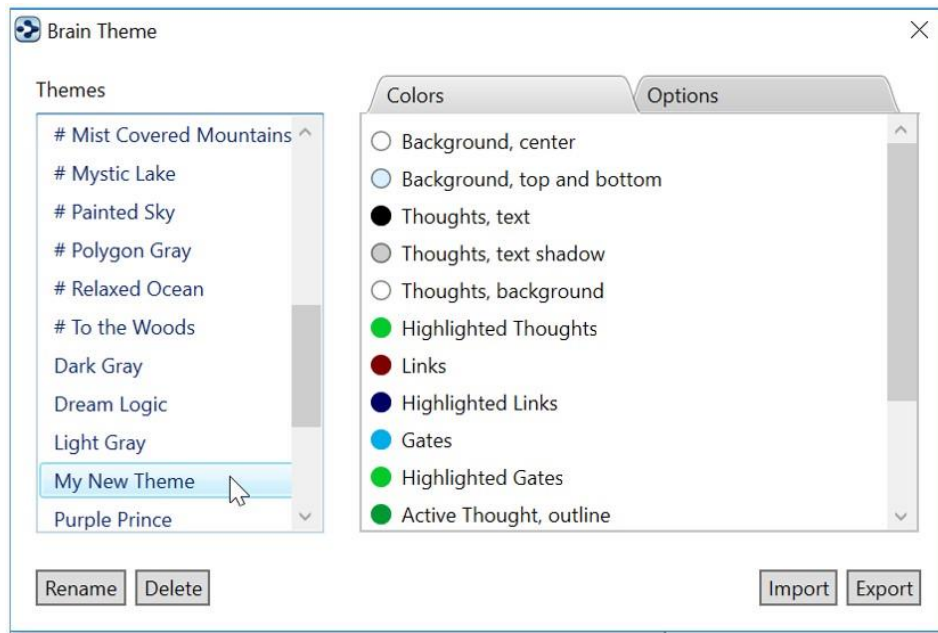 Brain Theme
Themes
# Mist Covered Mountains
# Mystic Lake
# Painted Sky
# Polygon Gray
# Relaxed Ocean
# To the Woods
Dark Gray
Dream Logic
Light Gray
My New Theme
Purple Prince
Colors
Options
Background, center
Background, top and bottom
Thoughts, text
Thoughts, text shadow
Thoughts, background
Highlighted Thoughts
Links
Highlighted Links
Gates
Highlighted Gates
Active Thought, outline
Rename
Delete
Import
Export